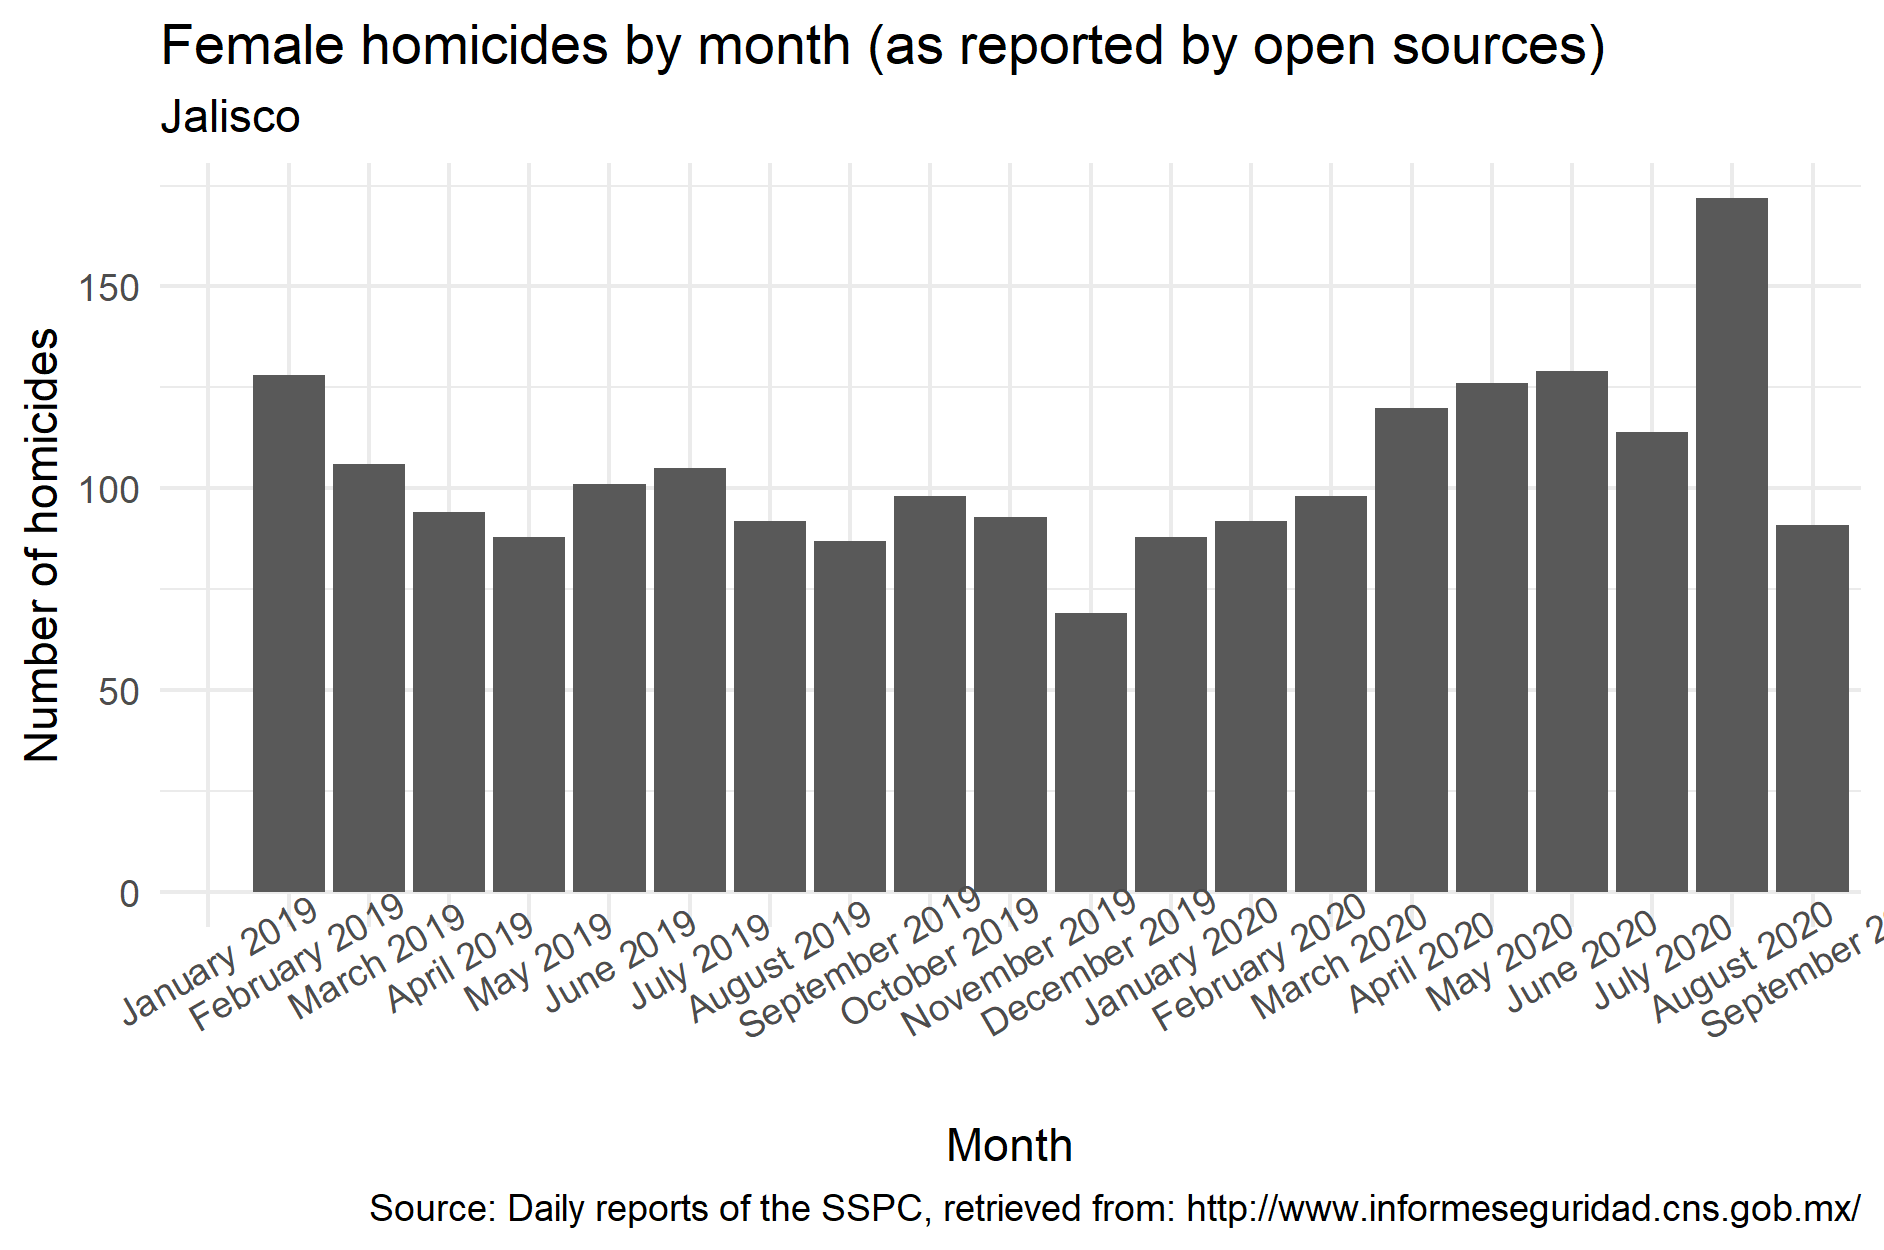 Female homicides by month (as reported by open sources)
Jalisco
Number of homicides
150
100
50
0
January 2019
February 2019
March 2019
April 2019
May 2019
June 2019
July 2019
August 2019
September 2019
October 2019
November 2019
December 2019
January 2020
February 2020
March 2020
April 2020
May 2020
June 2020
July 2020
August 2020
September 2
Month
Source: Daily reports of the SSPC, retrieved from: http://www.informeseguridad.cns.gob.mx/